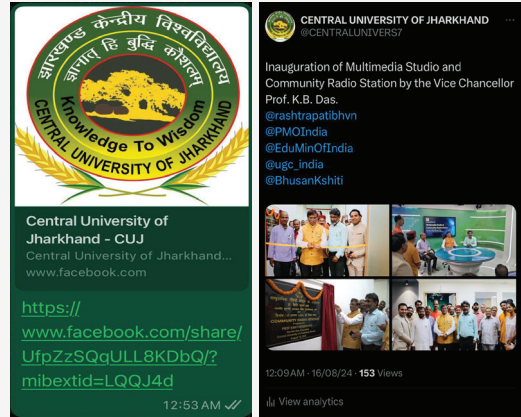 झारखण्ड केन्द्रीय विश्वविद्यालय
ज्ञानात् हि बुद्धि कौशलम्
Knowledge To Wisdom
CENTRAL UNIVERSITY OF JHARKHAND
Central University of
Jharkhand - CUJ
Central University of Jharkhand...
www.facebook.com
https://
www.facebook.com/share/
UfpZzSQqULL8KDbQ/?
mibextid=LQQJ4d
12:53 AM
CENTRAL UNIVERSITY OF JHARKHAND
@CENTRALUNIVERS7
Inauguration of Multimedia Studio and
Community Radio Station by the Vice Chancellor
Prof. K.B. Das.
@rashtrapatibhvn
@PMOIndia
@EduMinOfIndia
@ugc_india
@BhusanKshiti
COMMUNITY RADIO
12:09 AM · 16/08/24 · 153 Views
View analytics